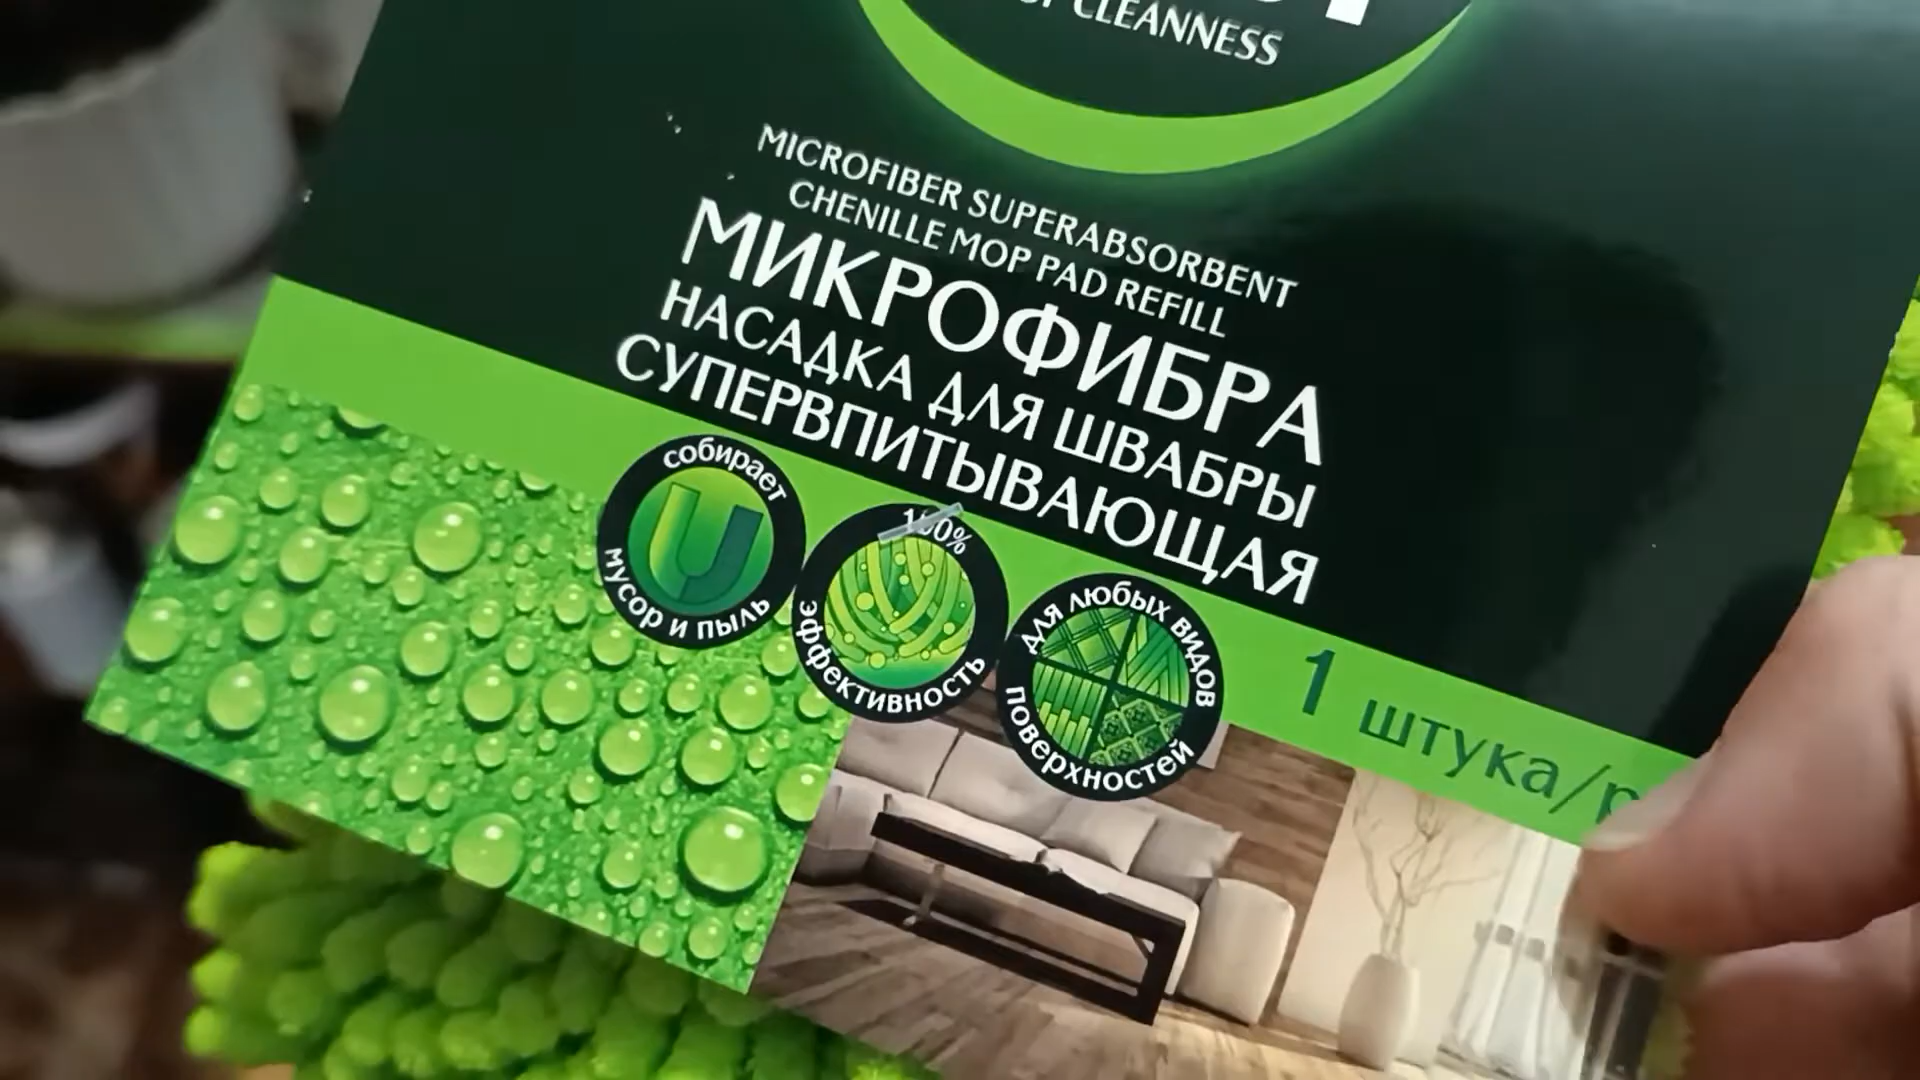 CLEANNESS
MICROFIBER SUPERABSORBENT
CHENILLE MOP PAD REFILL
МИКРОФИБРА
НАСАДКА ДЛЯ ШВАБРЫ
СУПЕРВПИТЫВАЮЩАЯ
собирает
мусор и пыль
100%
эффективность
для любых видов
поверхностей
1 штука/p